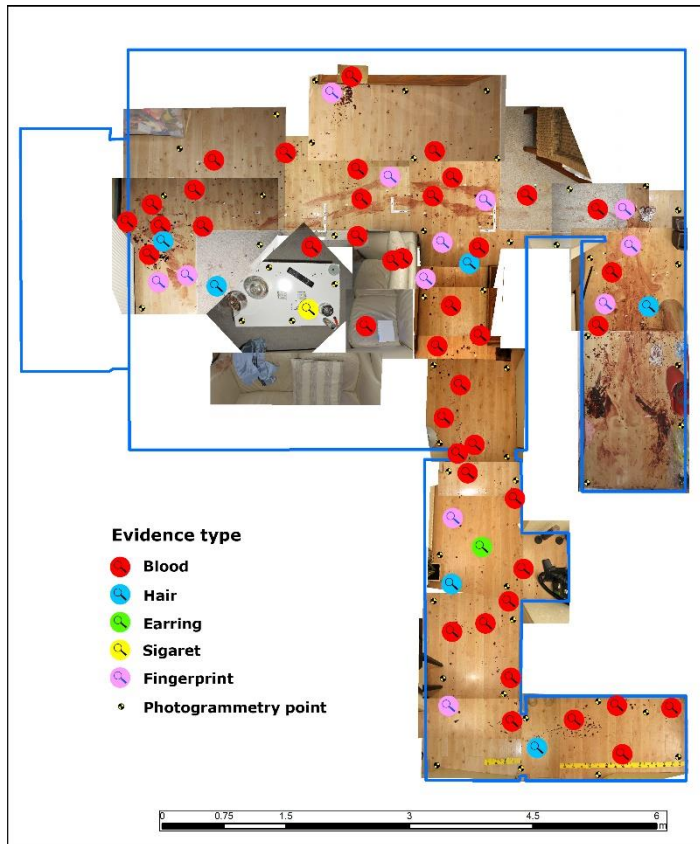 Evidence type
Blood
Hair
Earring
Sigaret
Fingerprint
Photogrammetry point
0 0.75 1.5 3 4.5 6
m